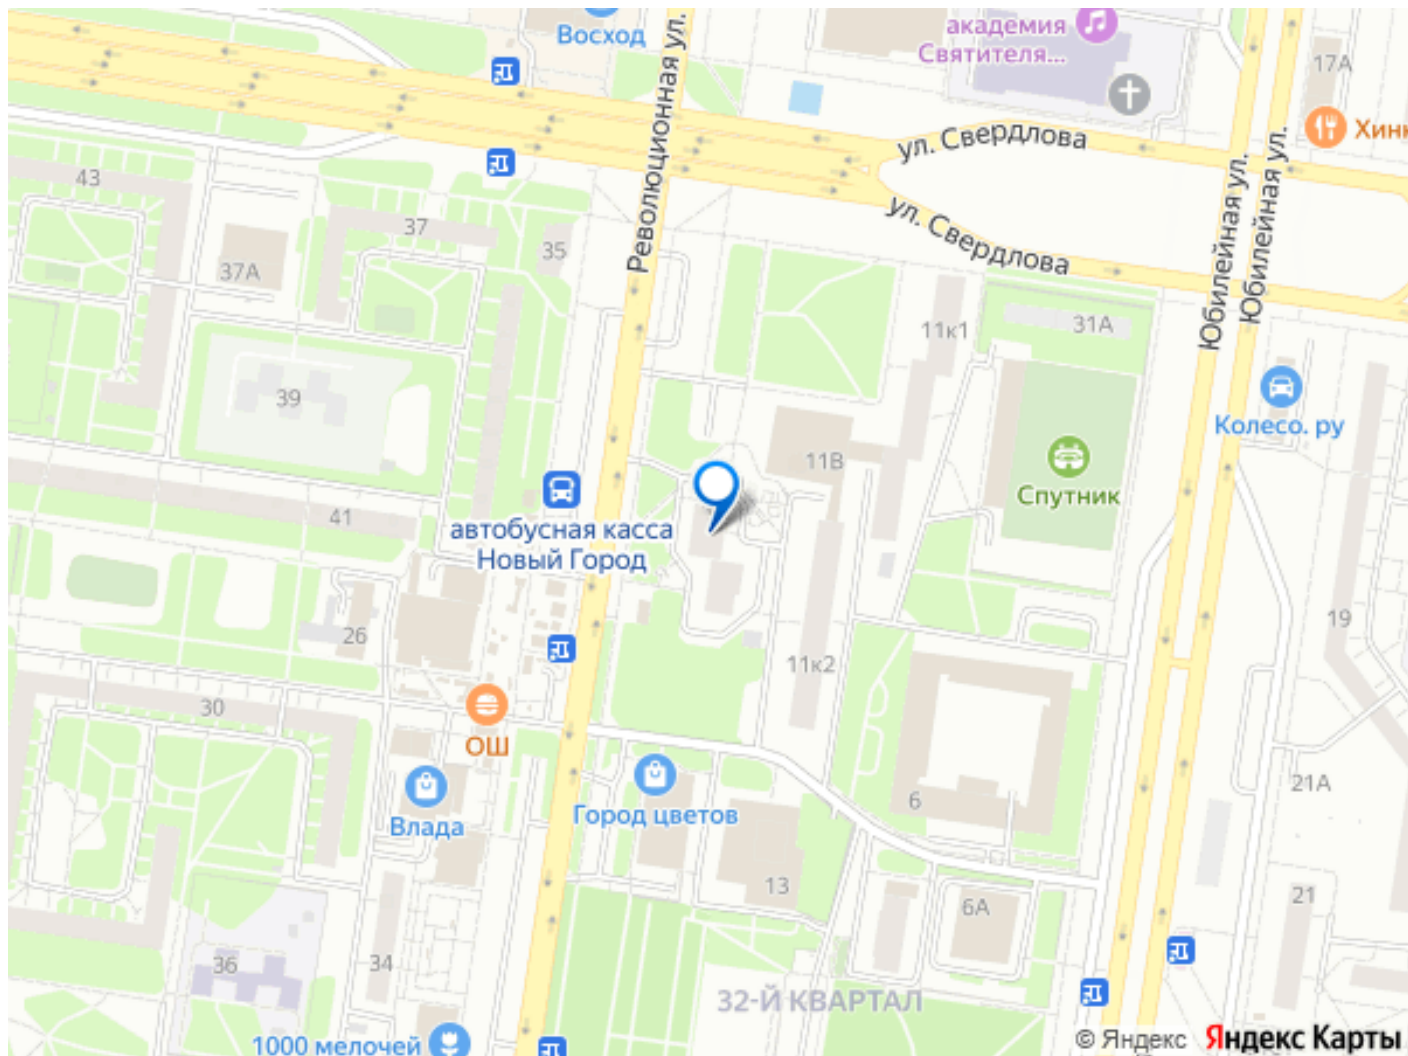 Восход
академия
Святителя...
17А
Хинк
Революционная ул.
ул. Свердлова
ул. Свердлова
Юбилейная ул.
Юбилейная ул.
43
37
35
37А
11к1
31А
39
Колесо. ру
11В
Спутник
41
автобусная касса
Новый Город
26
19
11к2
30
ОШ
21А
6
Влада
Город цветов
13
21
6А
36
34
32-Й КВАРТАЛ
1000 мелочей
© Яндекс Яндекс Карты